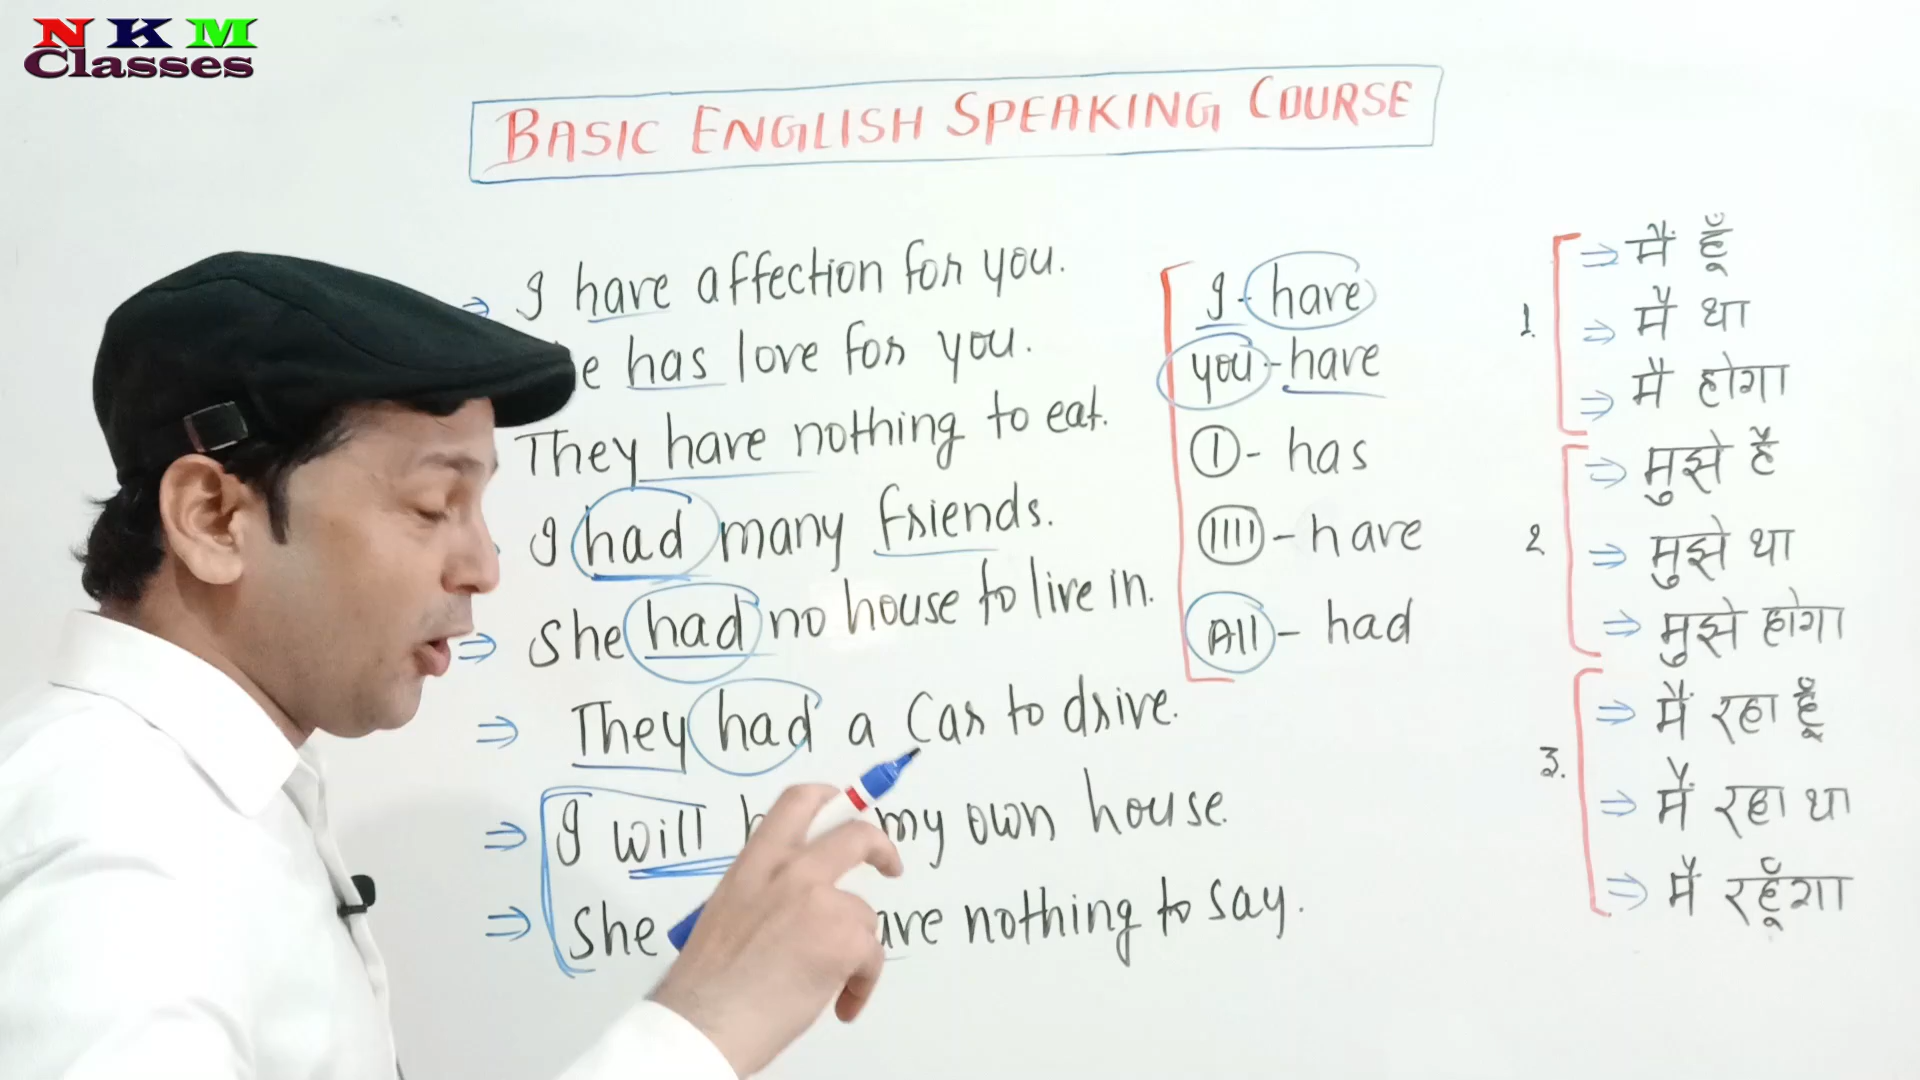 NKM
Classes
BASIC ENGLISH SPEAKING COURSE
⇒ I have affection for you.
has love for you.
They have nothing to eat.
I had many friends.
⇒ She had no house to live in.
⇒ They had a Car to drive.
⇒ I will my own house.
⇒ She nothing to say.
I - have
you - have
I - has
IIII - have
All - had
1.
⇒ मैं हूँ
⇒ मैं था
⇒ मैं होगा
2
⇒ मुझे है
⇒ मुझे था
⇒ मुझे होगा
3.
⇒ मैं रहा हूँ
⇒ मैं रहा था
⇒ मैं रहूँगा